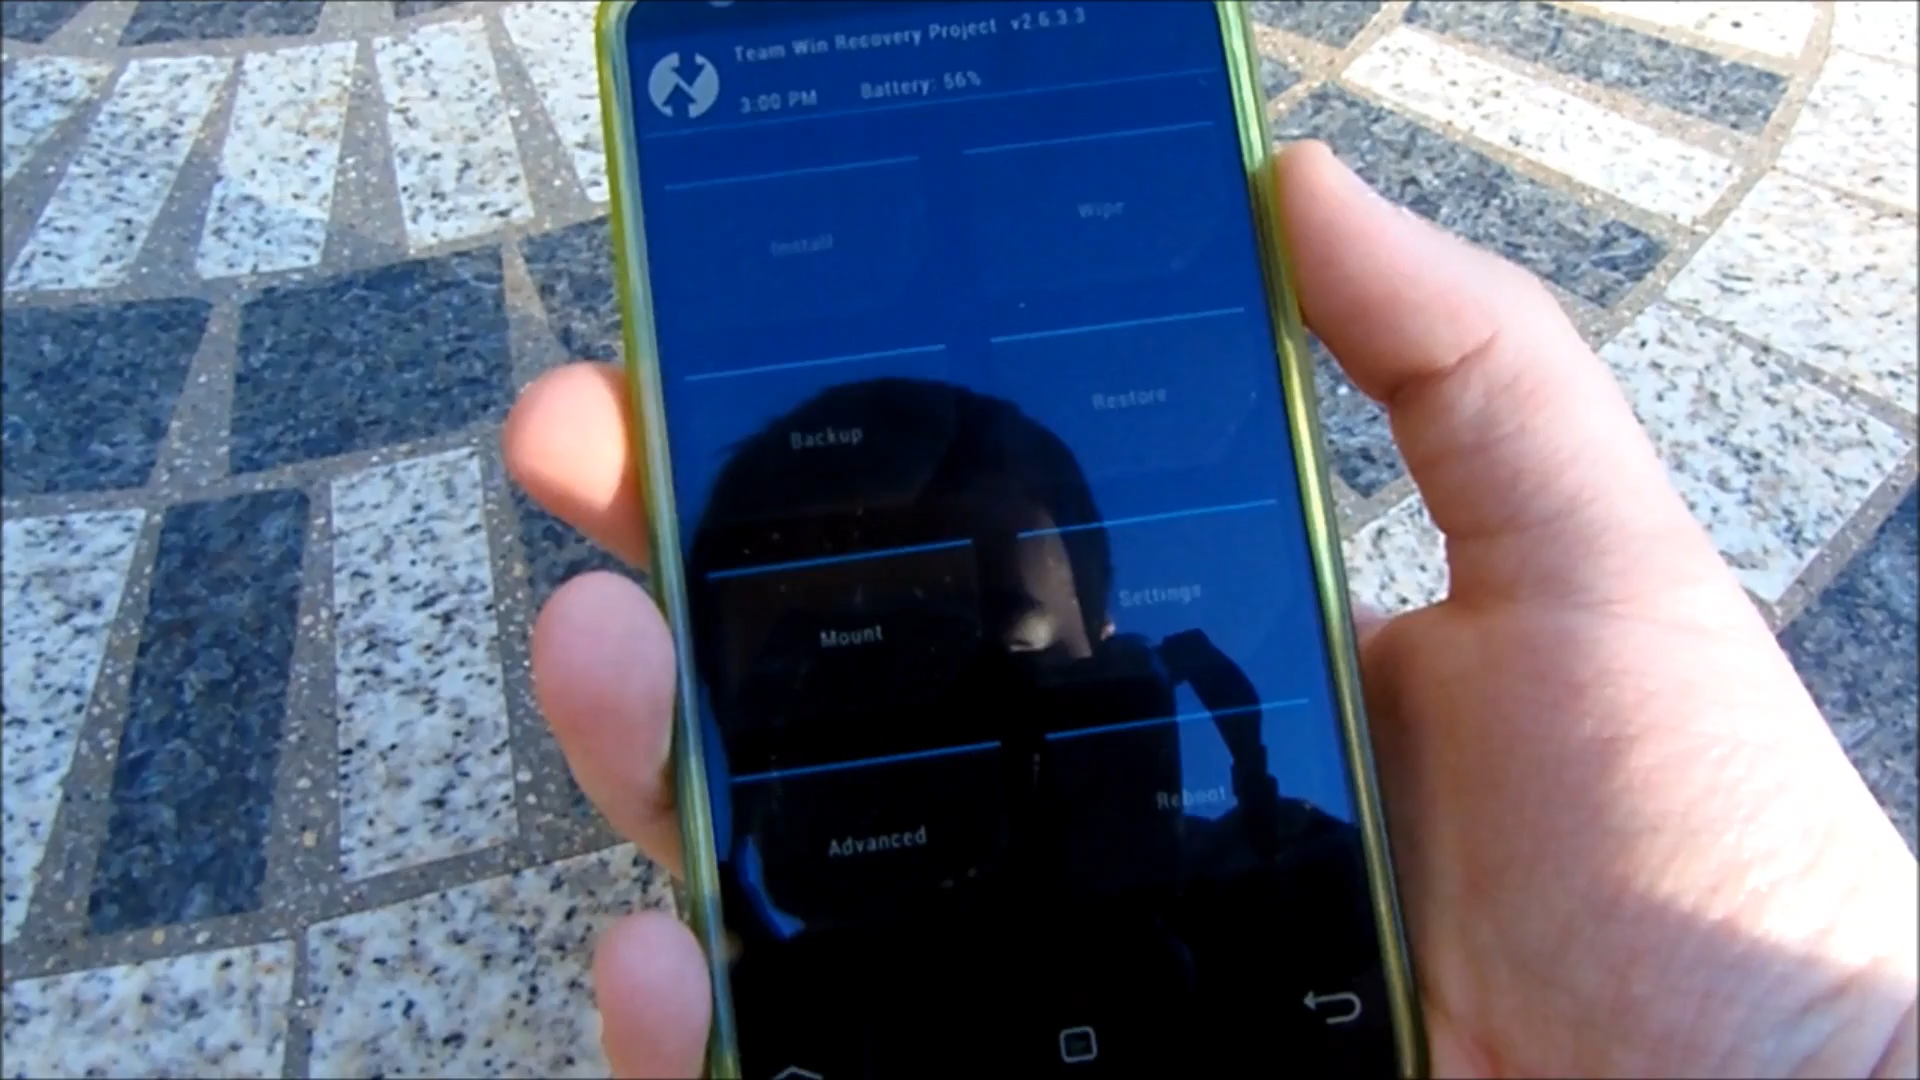 Team Win Recovery Project v2.6.3.3
3:00 PM Battery: 56%
Install Wipe
Backup Restore
Mount Settings
Advanced Reboot